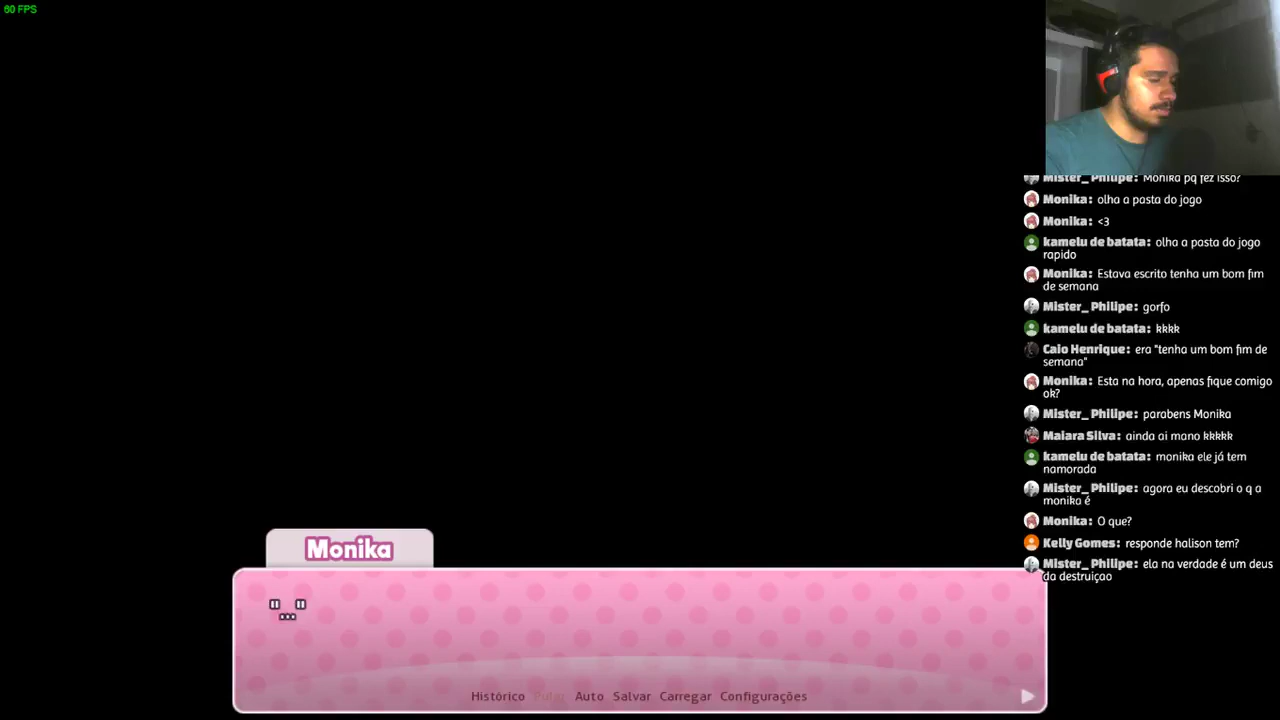 60 FPS
Mister_Philipe: Monika pq fez isso?
Monika: olha a pasta do jogo
Monika: <3
kamelu de batata: olha a pasta do jogo
rapido
Monika: Estava escrito tenha um bom fim
de semana
Mister_Philipe: gorfo
kamelu de batata: kkkk
Caio Henrique: era "tenha um bom fim de
semana"
Monika: Esta na hora, apenas fique comigo
ok?
Mister_Philipe: parabens Monika
Maiara Silva: ainda ai mano kkkkk
kamelu de batata: monika ele já tem
namorada
Mister_Philipe: agora eu descobri o q a
monika é
Monika: O que?
Kelly Gomes: responde halison tem?
Mister_Philipe: ela na verdade é um deus
da destruiçao
Monika
" "
...
Histórico Pular Auto Salvar Carregar Configurações